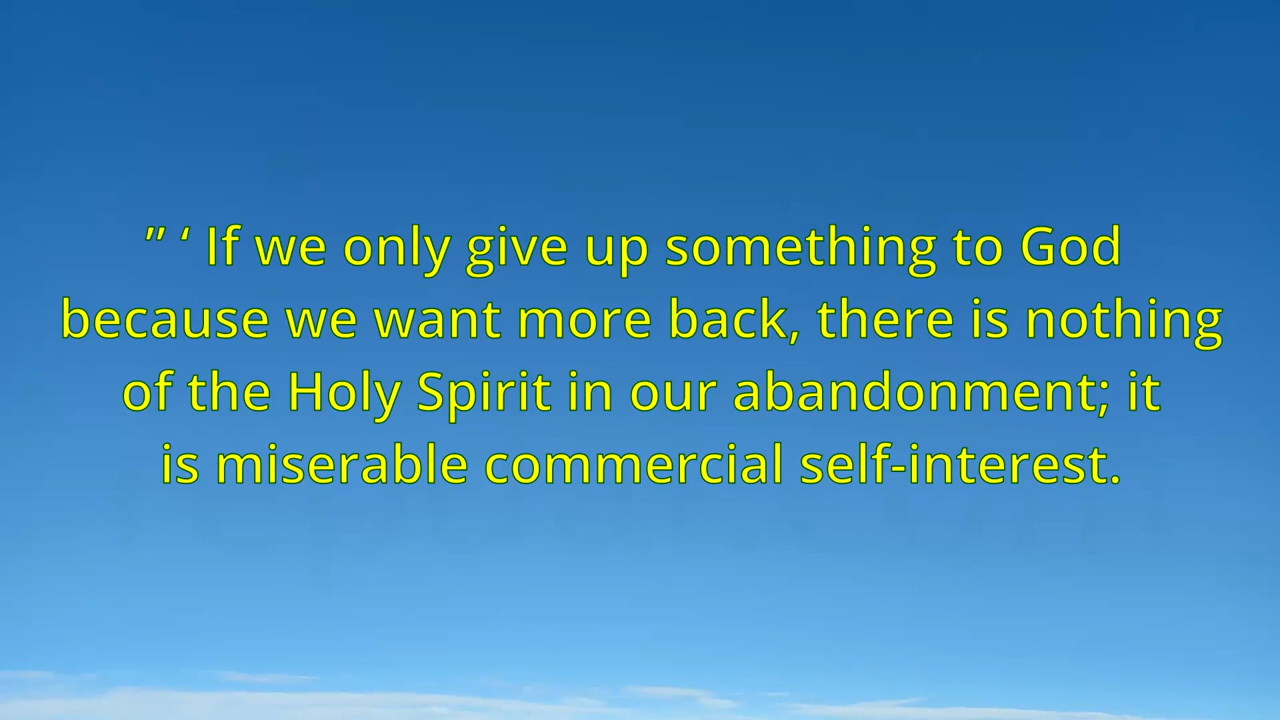 ” ‘ If we only give up something to God
because we want more back, there is nothing
of the Holy Spirit in our abandonment; it
is miserable commercial self-interest.